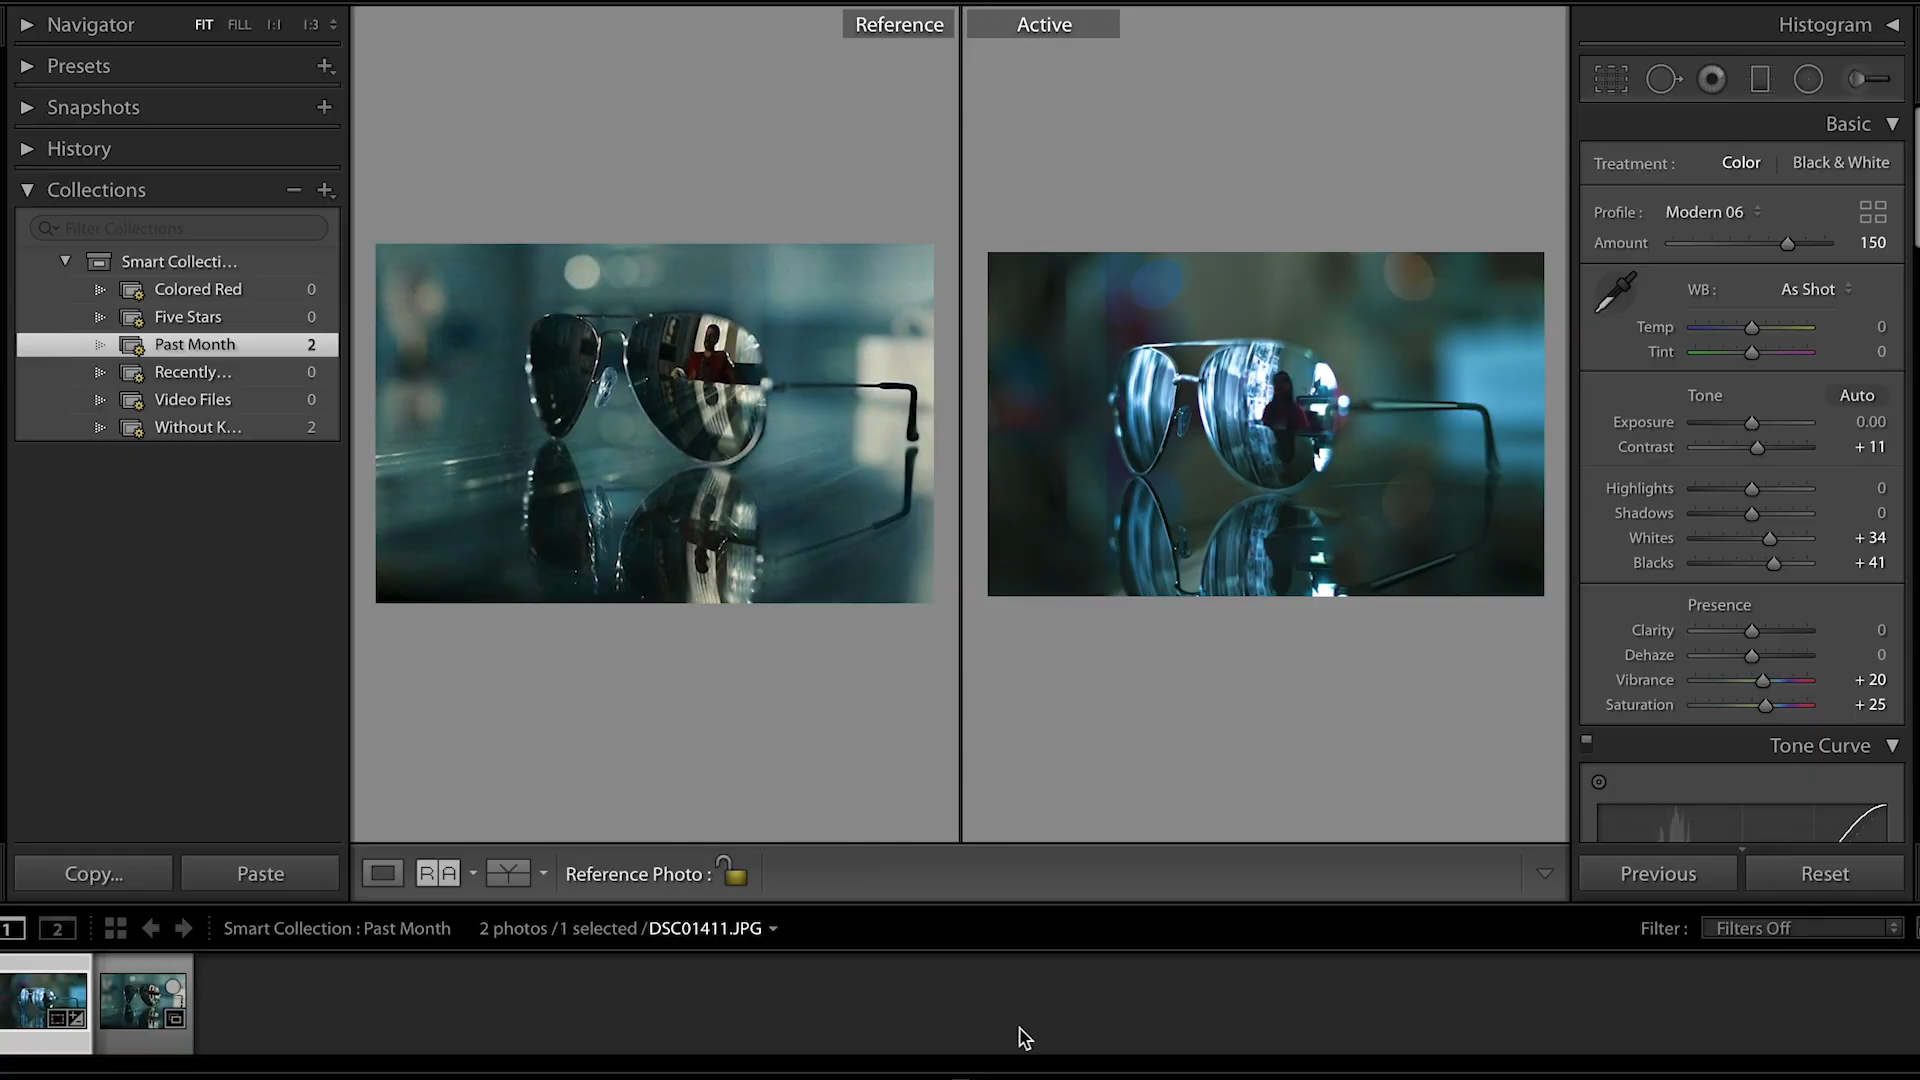 Navigator FIT FILL 1:1 1:3
Presets
Snapshots
History
Collections
Filter Collections
Smart Collecti...
Colored Red 0
Five Stars 0
Past Month 2
Recently... 0
Video Files 0
Without K... 2
Copy... Paste
Reference Active
RA Y Reference Photo :
Histogram
Basic
Treatment : Color Black & White
Profile : Modern 06
Amount 150
WB : As Shot
Temp 0
Tint 0
Tone Auto
Exposure 0.00
Contrast + 11
Highlights 0
Shadows 0
Whites + 34
Blacks + 41
Presence
Clarity 0
Dehaze 0
Vibrance + 20
Saturation + 25
Tone Curve
Previous Reset
1 2 Smart Collection : Past Month 2 photos / 1 selected / DSC01411.JPG Filter : Filters Off